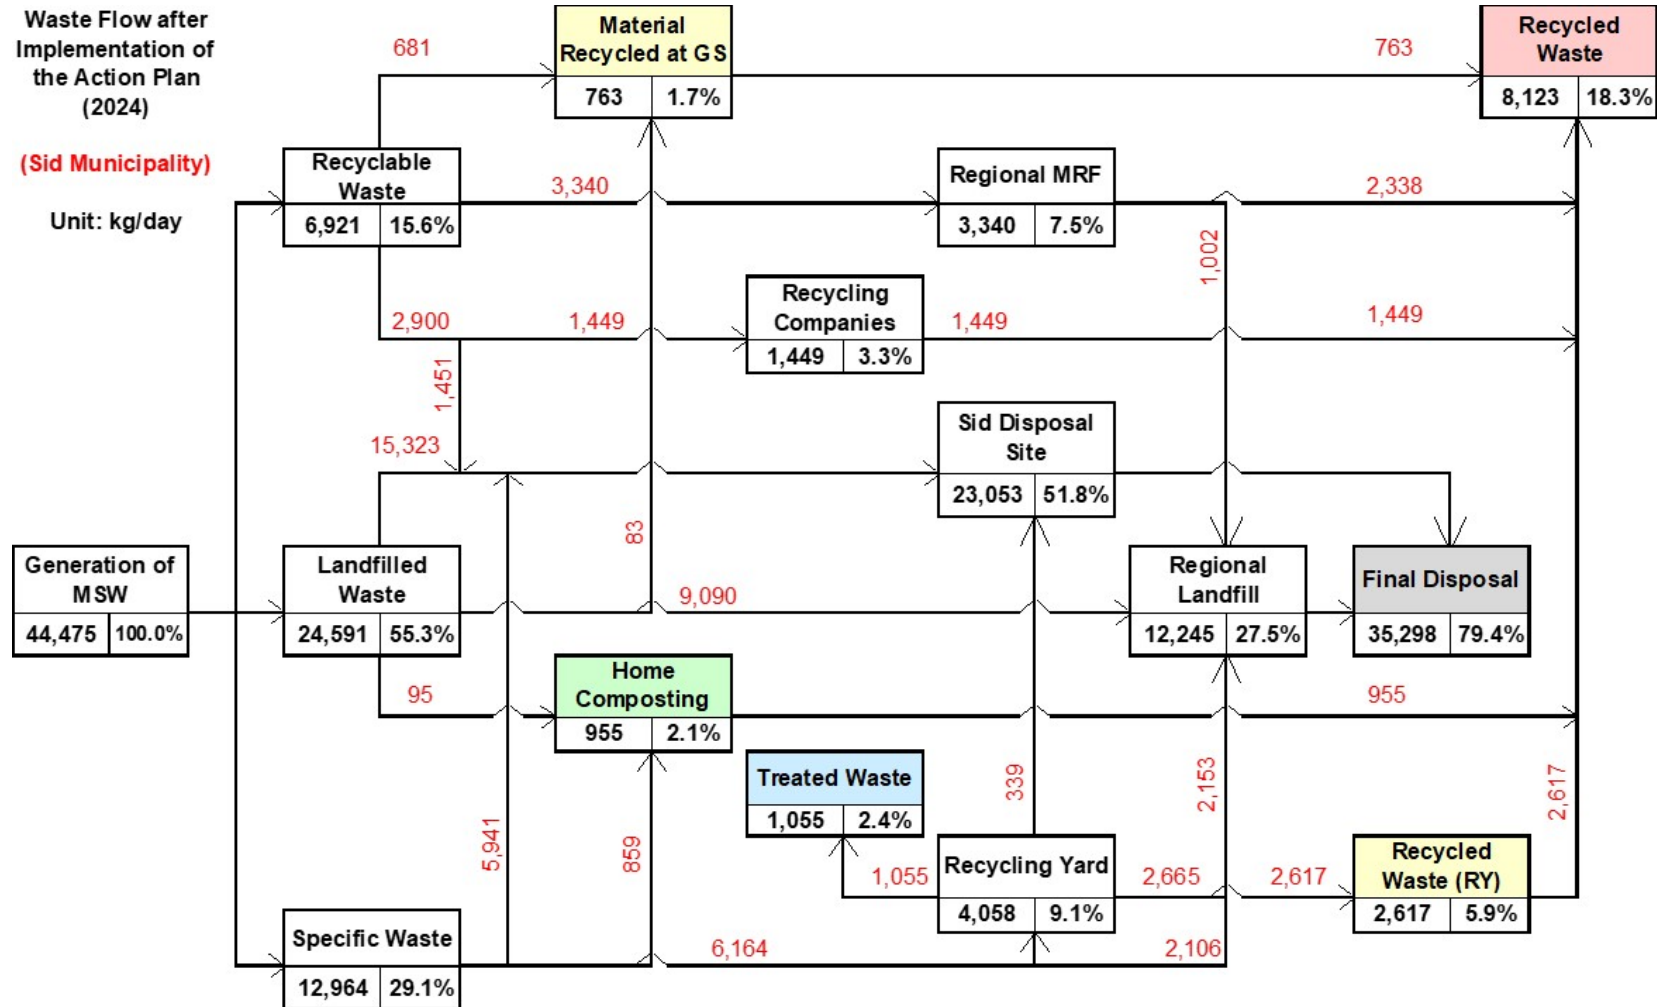 Waste Flow after
Implementation of
the Action Plan
(2024)
(Sid Municipality)
Unit: kg/day
681
Material
Recycled at GS
763 1.7%
763
Recycled
Waste
8,123 18.3%
Recyclable
Waste
6,921 15.6%
3,340
Regional MRF
3,340 7.5%
2,338
1,002
2,900
1,449
Recycling
Companies
1,449 3.3%
1,449
1,449
1,451
15,323
Sid Disposal
Site
23,053 51.8%
83
Generation of
MSW
44,475 100.0%
Landfilled
Waste
24,591 55.3%
9,090
Regional
Landfill
12,245 27.5%
Final Disposal
35,298 79.4%
95
Home
Composting
955 2.1%
955
Treated Waste
1,055 2.4%
339
2,153
2,617
5,941
859
1,055
Recycling Yard
4,058 9.1%
2,665
2,617
Recycled
Waste (RY)
2,617 5.9%
Specific Waste
12,964 29.1%
6,164
2,106